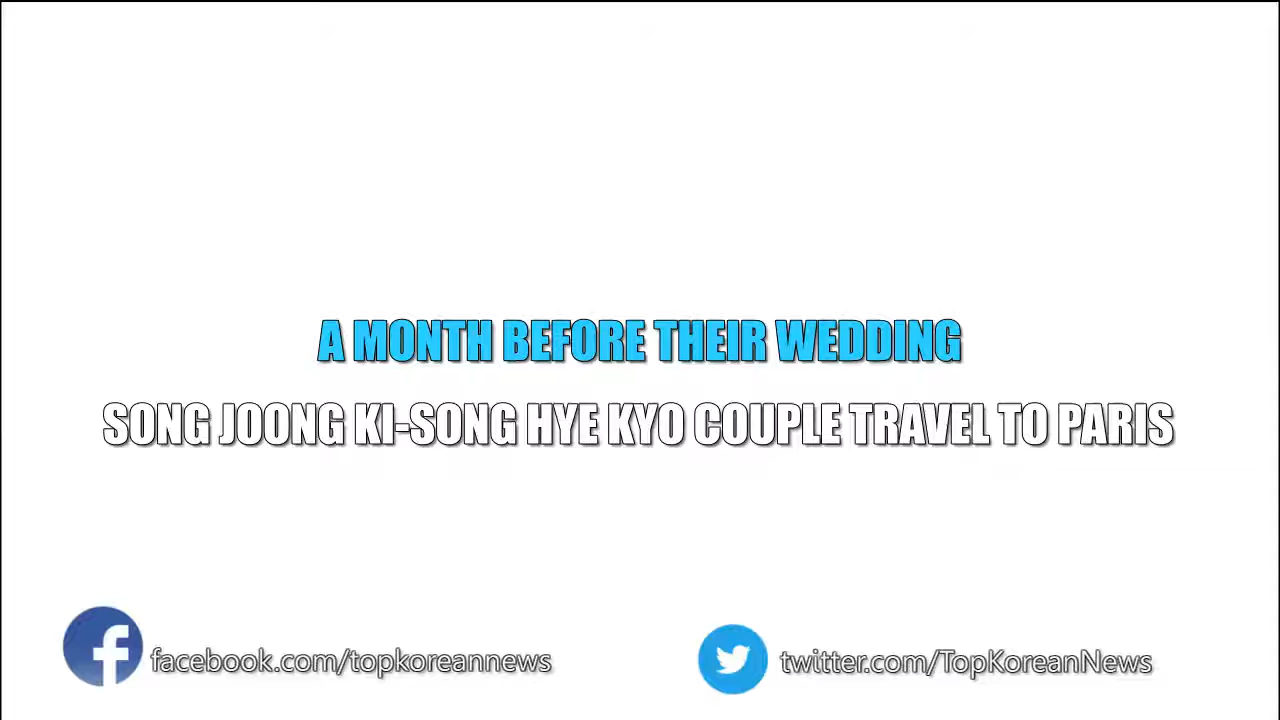 A MONTH BEFORE THEIR WEDDING
SONG JOONG KI-SONG HYE KYO COUPLE TRAVEL TO PARIS
facebook.com/topkoreannews
twitter.com/TopKoreanNews